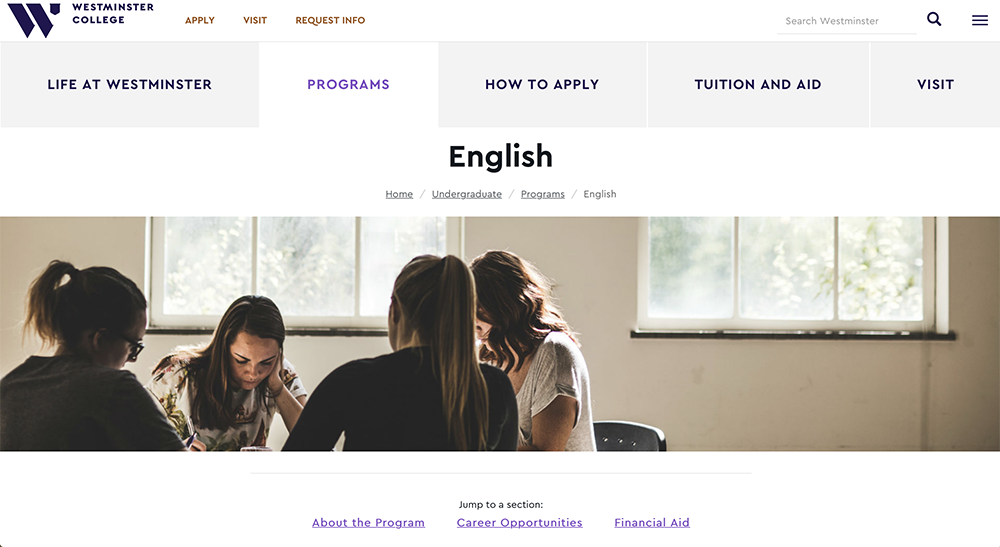 WESTMINSTER
COLLEGE
APPLY VISIT REQUEST INFO
Search Westminster
LIFE AT WESTMINSTER PROGRAMS HOW TO APPLY TUITION AND AID VISIT
English
Home / Undergraduate / Programs / English
Jump to a section:
About the Program Career Opportunities Financial Aid